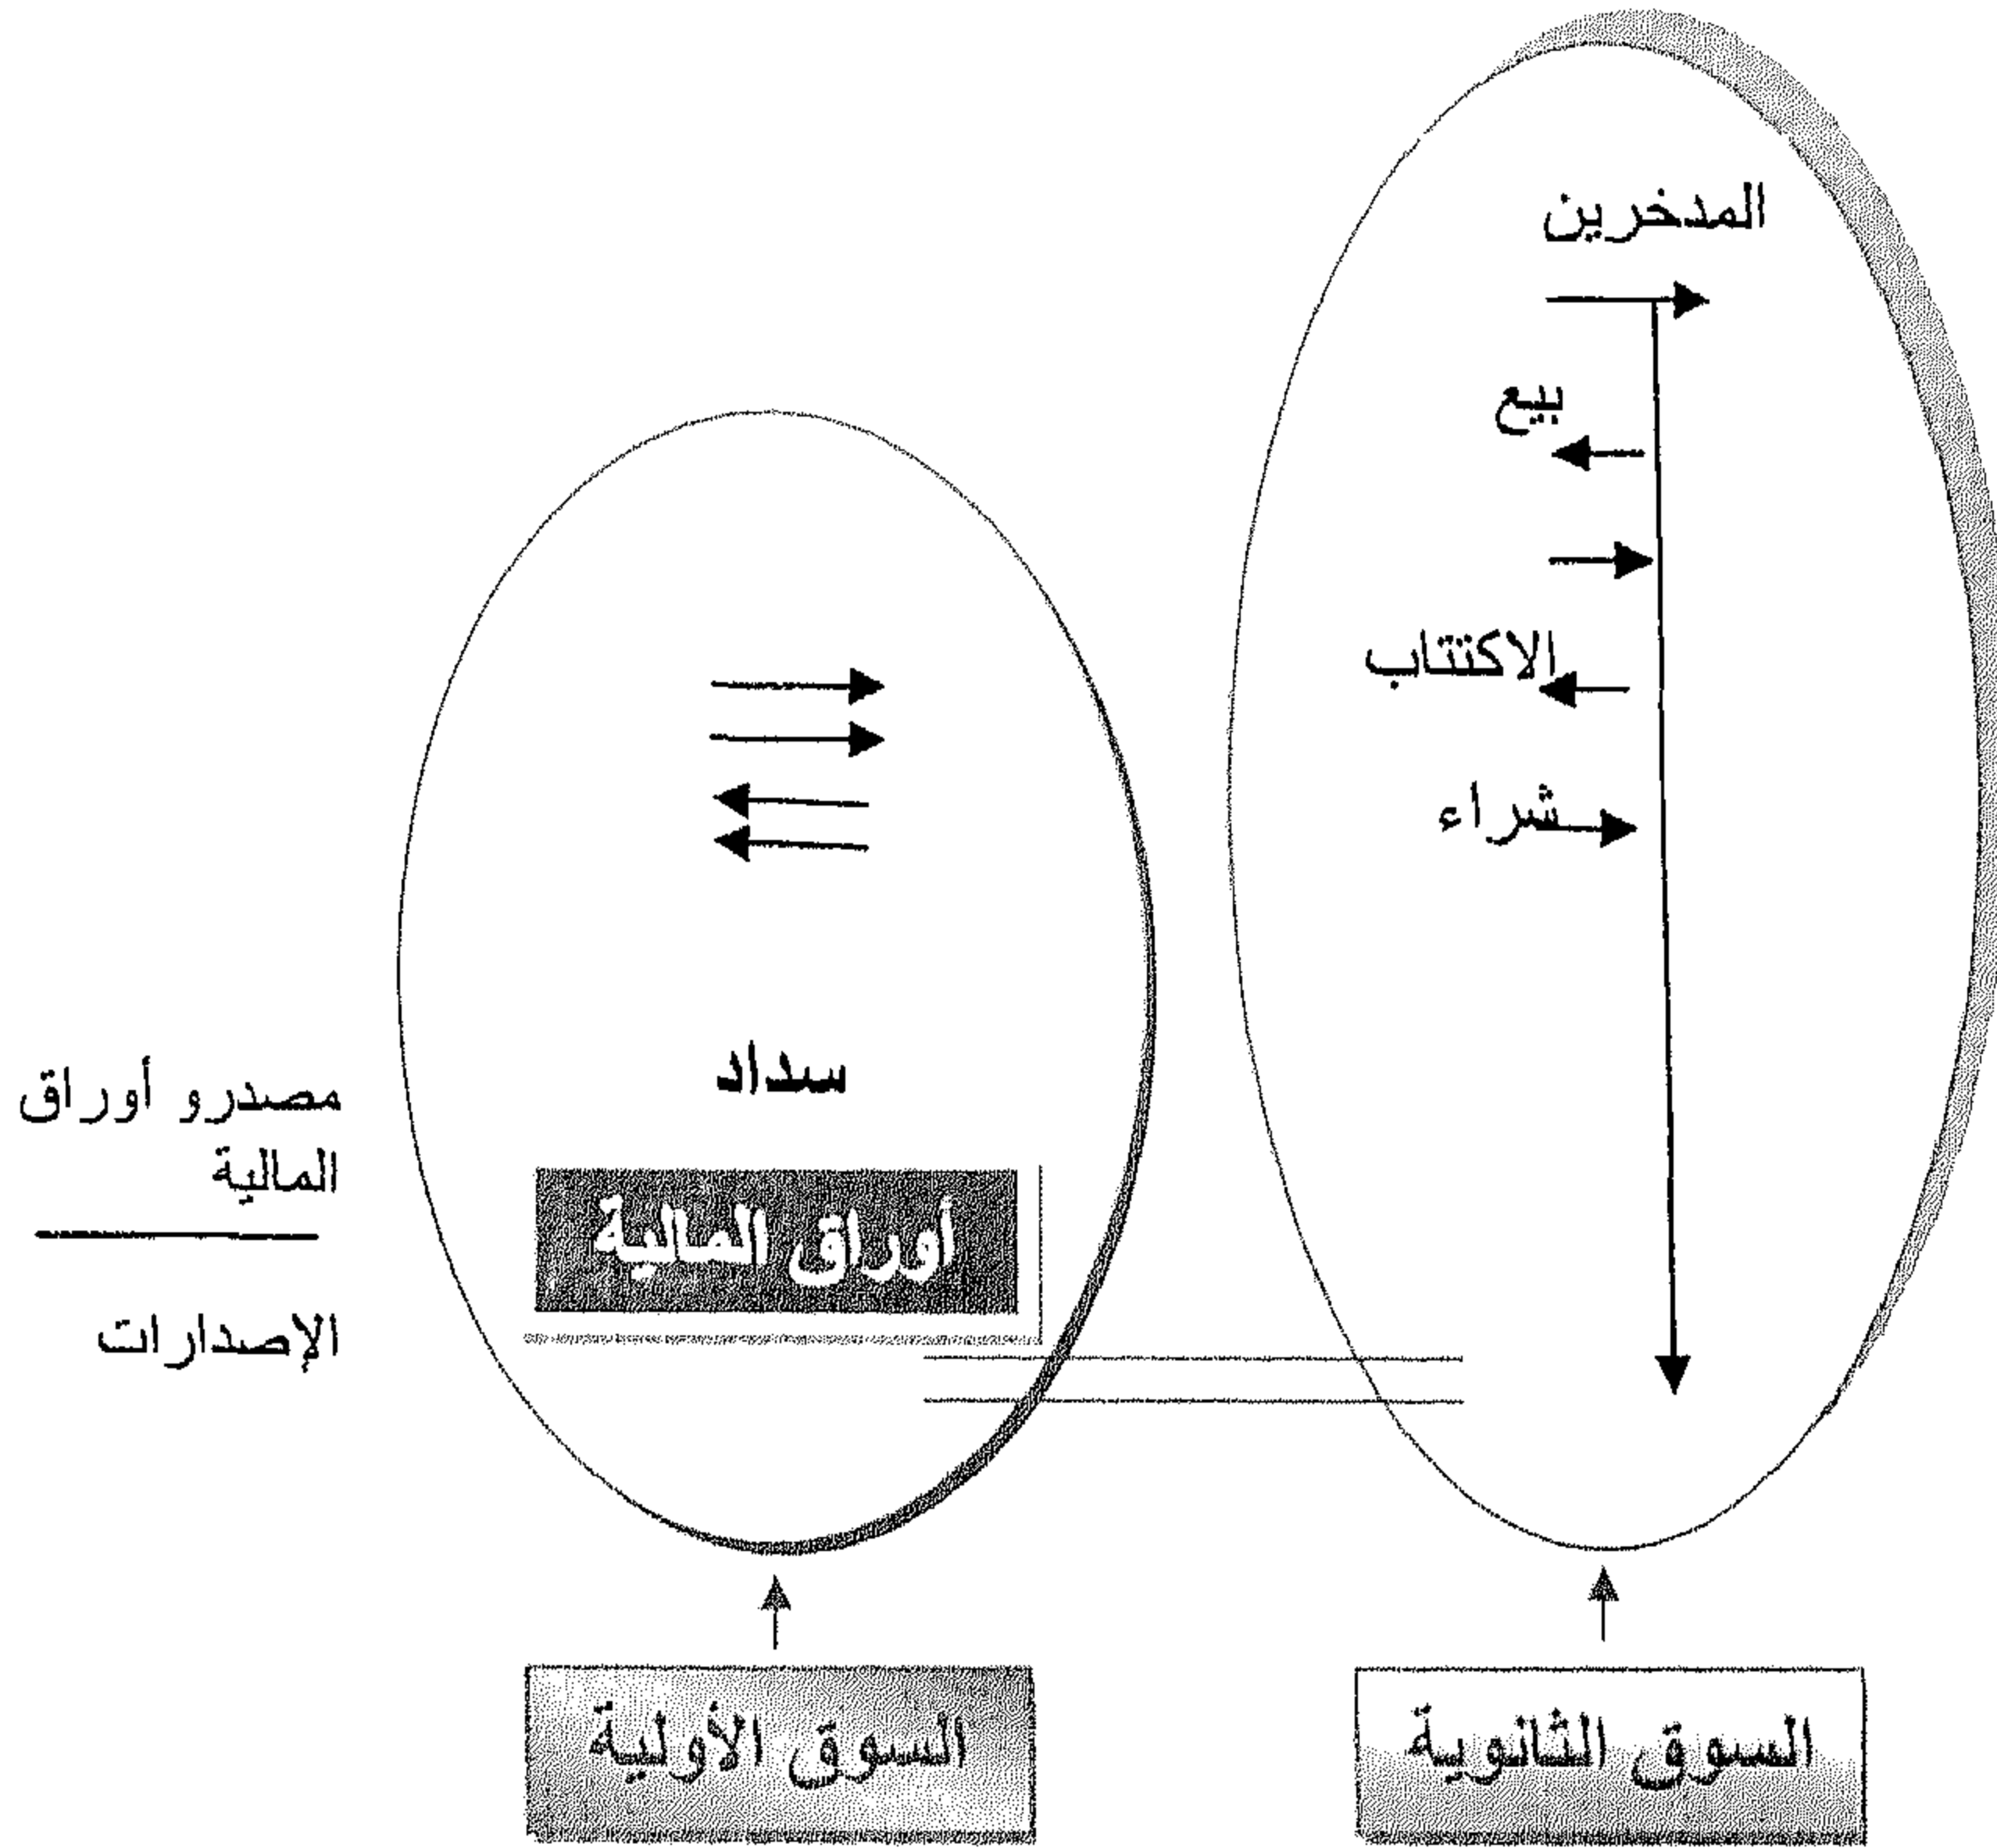 المدخرين
بيع
الاكتتاب
شراء
سداد
أوراق المالية
مصدرو أوراق
المالية
الإصدارات
السوق الثانوية
السوق الأولية